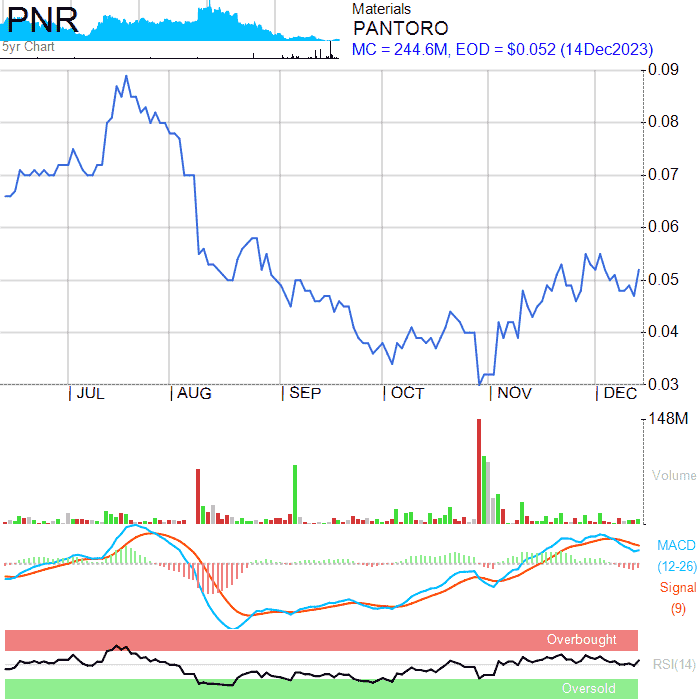 PNR
5yr Chart
Materials
PANTORO
MC = 244.6M, EOD = $0.052 (14Dec2023)
0.09
0.08
0.07
0.06
0.05
0.04
0.03
JUL AUG SEP OCT NOV DEC
148M
Volume
MACD
(12-26)
Signal
(9)
Overbought
RSI(14)
Oversold